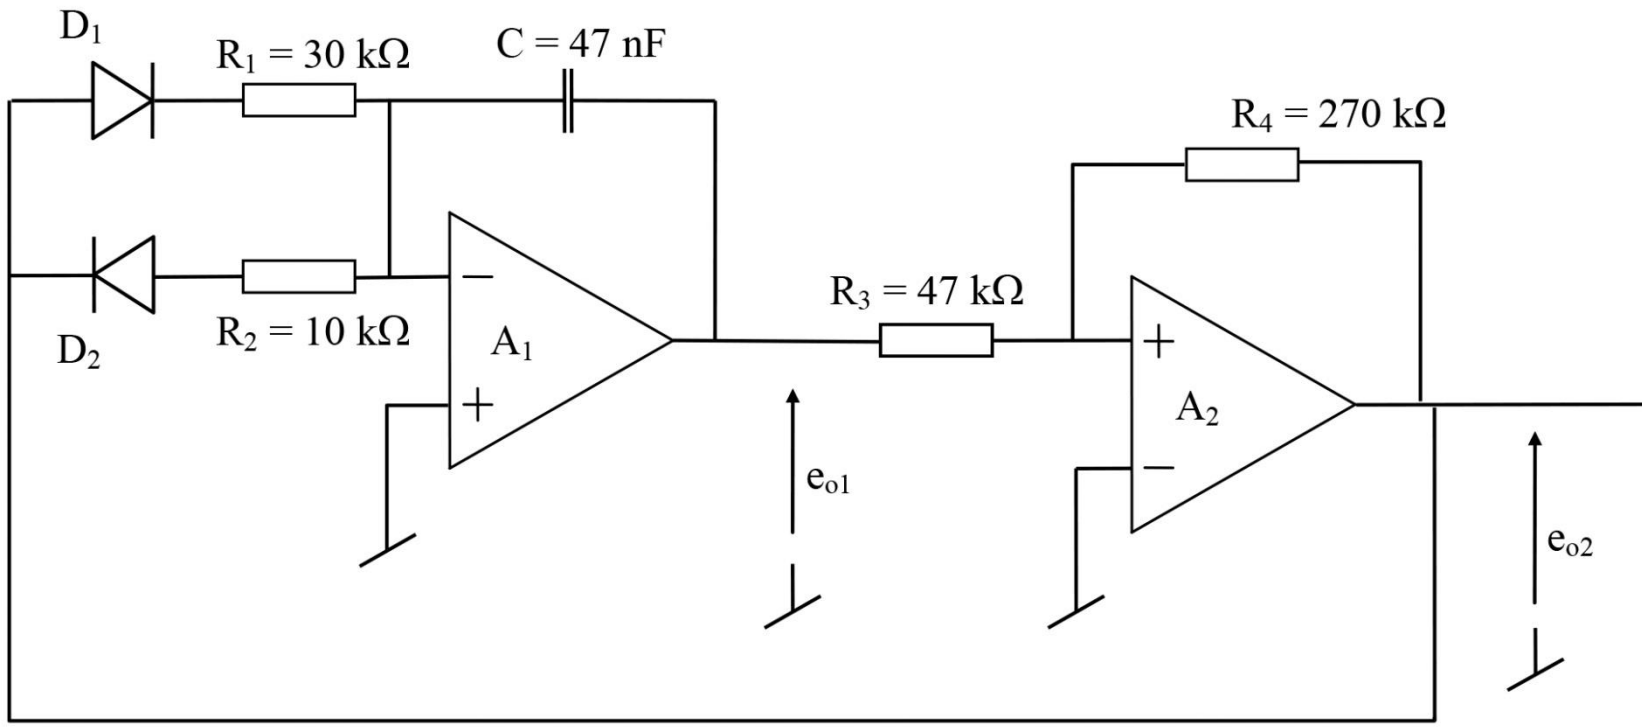 D₁
R₁ = 30 kΩ
C = 47 nF
R₄ = 270 kΩ
−
R₃ = 47 kΩ
D₂
R₂ = 10 kΩ
A₁
+
+
A₂
−
eₒ₁
eₒ₂